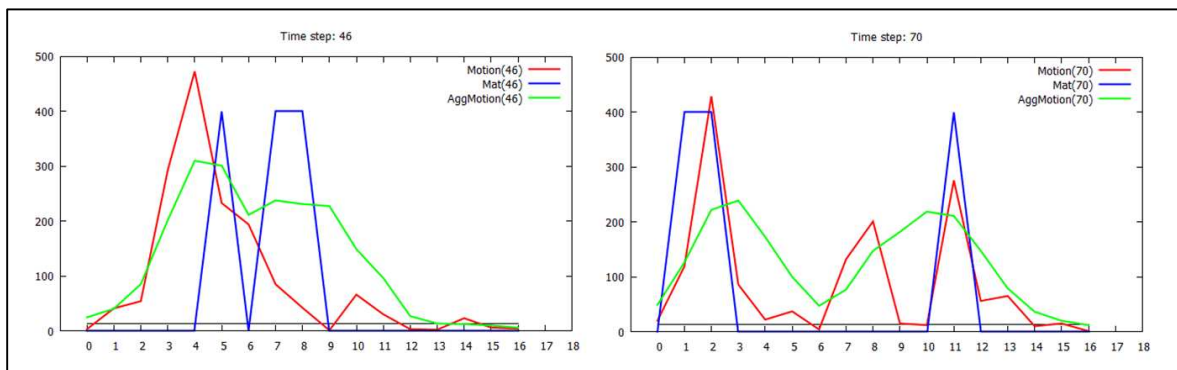 Time step: 46
500
400
300
200
100
0
Motion(46)
Mat(46)
AggMotion(46)
0 1 2 3 4 5 6 7 8 9 10 11 12 13 14 15 16 17 18
Time step: 70
500
400
300
200
100
0
Motion(70)
Mat(70)
AggMotion(70)
0 1 2 3 4 5 6 7 8 9 10 11 12 13 14 15 16 17 18